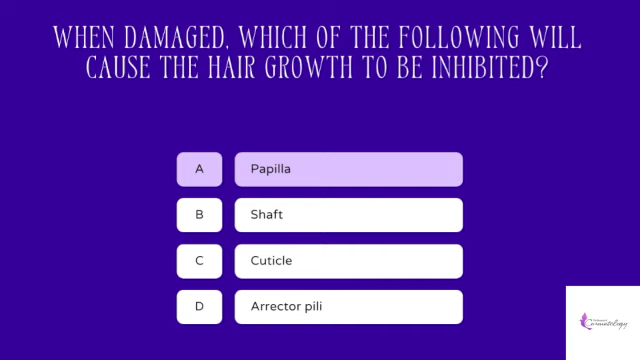 WHEN DAMAGED, WHICH OF THE FOLLOWING WILL
CAUSE THE HAIR GROWTH TO BE INHIBITED?
A Papilla
B Shaft
C Cuticle
D Arrector pili
Cosmetology